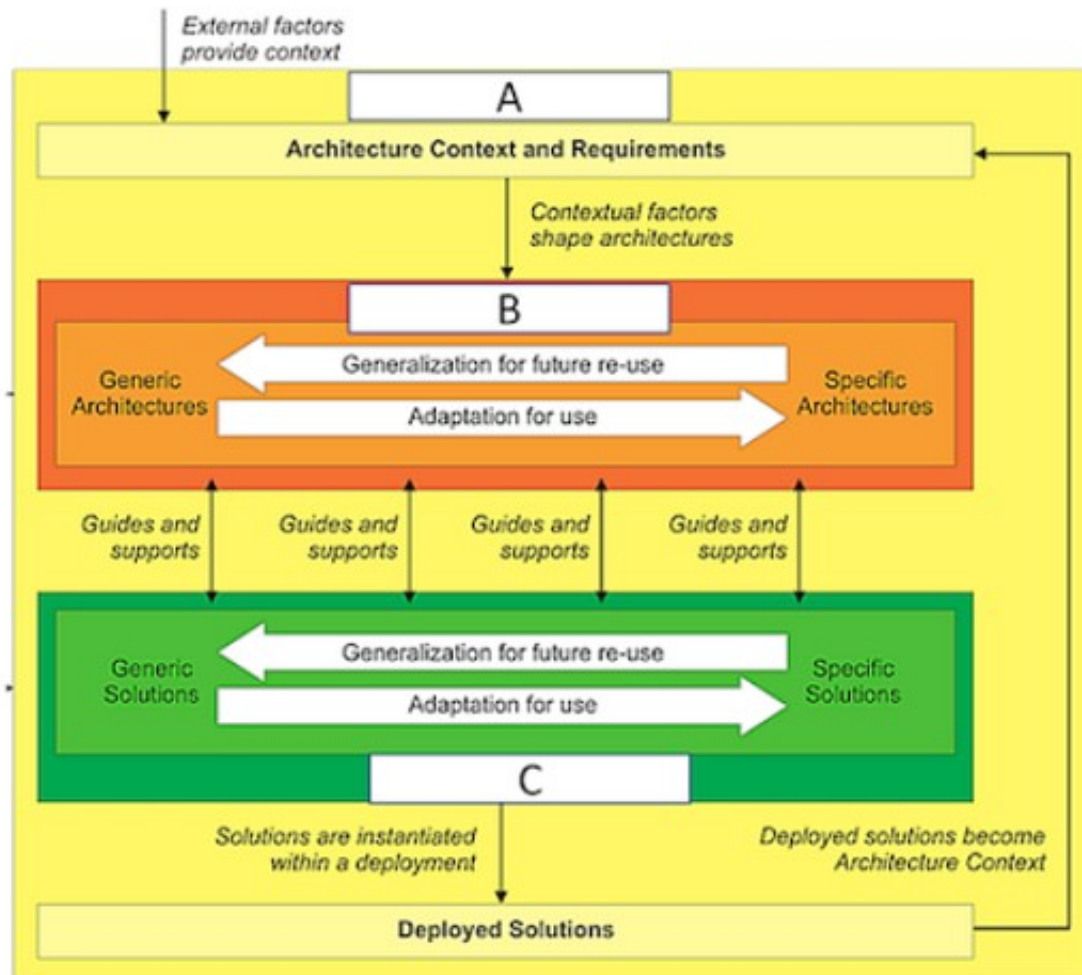 External factors
provide context
A
Architecture Context and Requirements
Contextual factors
shape architectures
B
Generalization for future re-use
Generic
Architectures
Specific
Architectures
Adaptation for use
Guides and
supports
Guides and
supports
Guides and
supports
Guides and
supports
Generalization for future re-use
Generic
Solutions
Specific
Solutions
Adaptation for use
C
Solutions are instantiated
within a deployment
Deployed solutions become
Architecture Context
Deployed Solutions